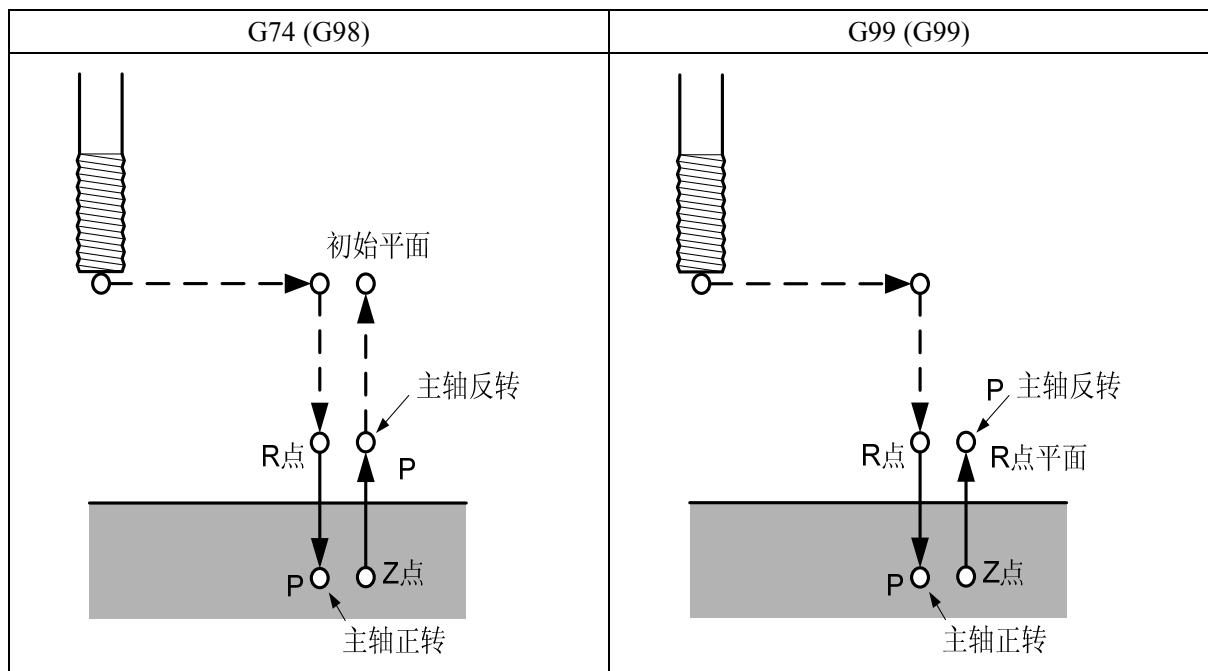 G74 (G98)
G99 (G99)
初始平面
主轴反转
R点
P
P
Z点
主轴正转
P
主轴反转
R点
R点平面
P
Z点
主轴正转